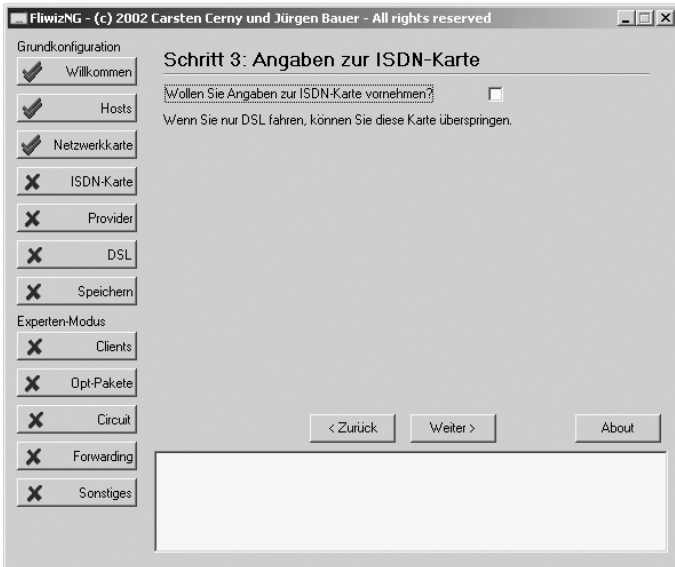 FliwizNG - (c) 2002 Carsten Cerny und Jürgen Bauer - All rights reserved
Grundkonfiguration
Willkommen
Hosts
Netzwerkkarte
ISDN-Karte
Provider
DSL
Speichern
Experten-Modus
Clients
Opt-Pakete
Circuit
Forwarding
Sonstiges
Schritt 3: Angaben zur ISDN-Karte
Wollen Sie Angaben zur ISDN-Karte vornehmen?
Wenn Sie nur DSL fahren, können Sie diese Karte überspringen.
< Zurück
Weiter >
About